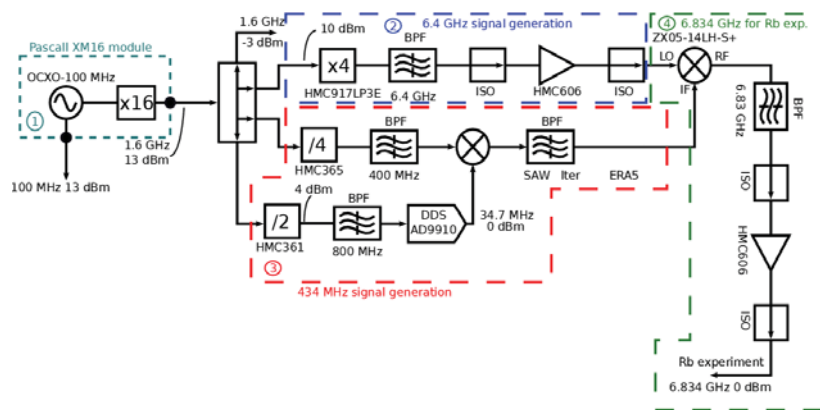 Pascall XM16 module
OCXO-100 MHz
x16
1
1.6 GHz
13 dBm
100 MHz 13 dBm
1.6 GHz
-3 dBm
10 dBm
2 6.4 GHz signal generation
x4
HMC917LP3E
BPF
6.4 GHz
ISO
HMC606
ISO
/4
HMC365
BPF
400 MHz
BPF
SAW Iter
ERA5
/2
HMC361
4 dBm
BPF
800 MHz
DDS
AD9910
34.7 MHz
0 dBm
3
434 MHz signal generation
4 6.834 GHz for Rb exp.
ZX05-14LH-S+
LO
RF
IF
BPF
6.83 GHz
ISO
HMC606
ISO
Rb experiment
6.834 GHz 0 dBm